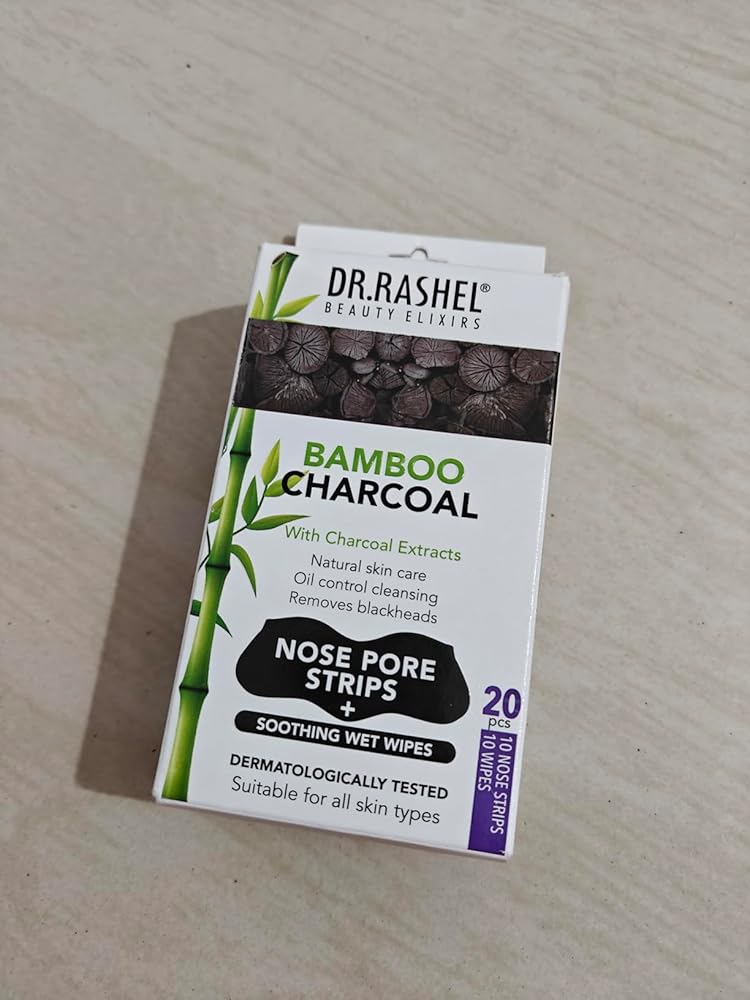 DR.RASHEL®
BEAUTY ELIXIRS
BAMBOO
CHARCOAL
With Charcoal Extracts
Natural skin care
Oil control cleansing
Removes blackheads
NOSE PORE
STRIPS
+
SOOTHING WET WIPES
DERMATOLOGICALLY TESTED
Suitable for all skin types
20
pcs
10 NOSE STRIPS
10 WIPES